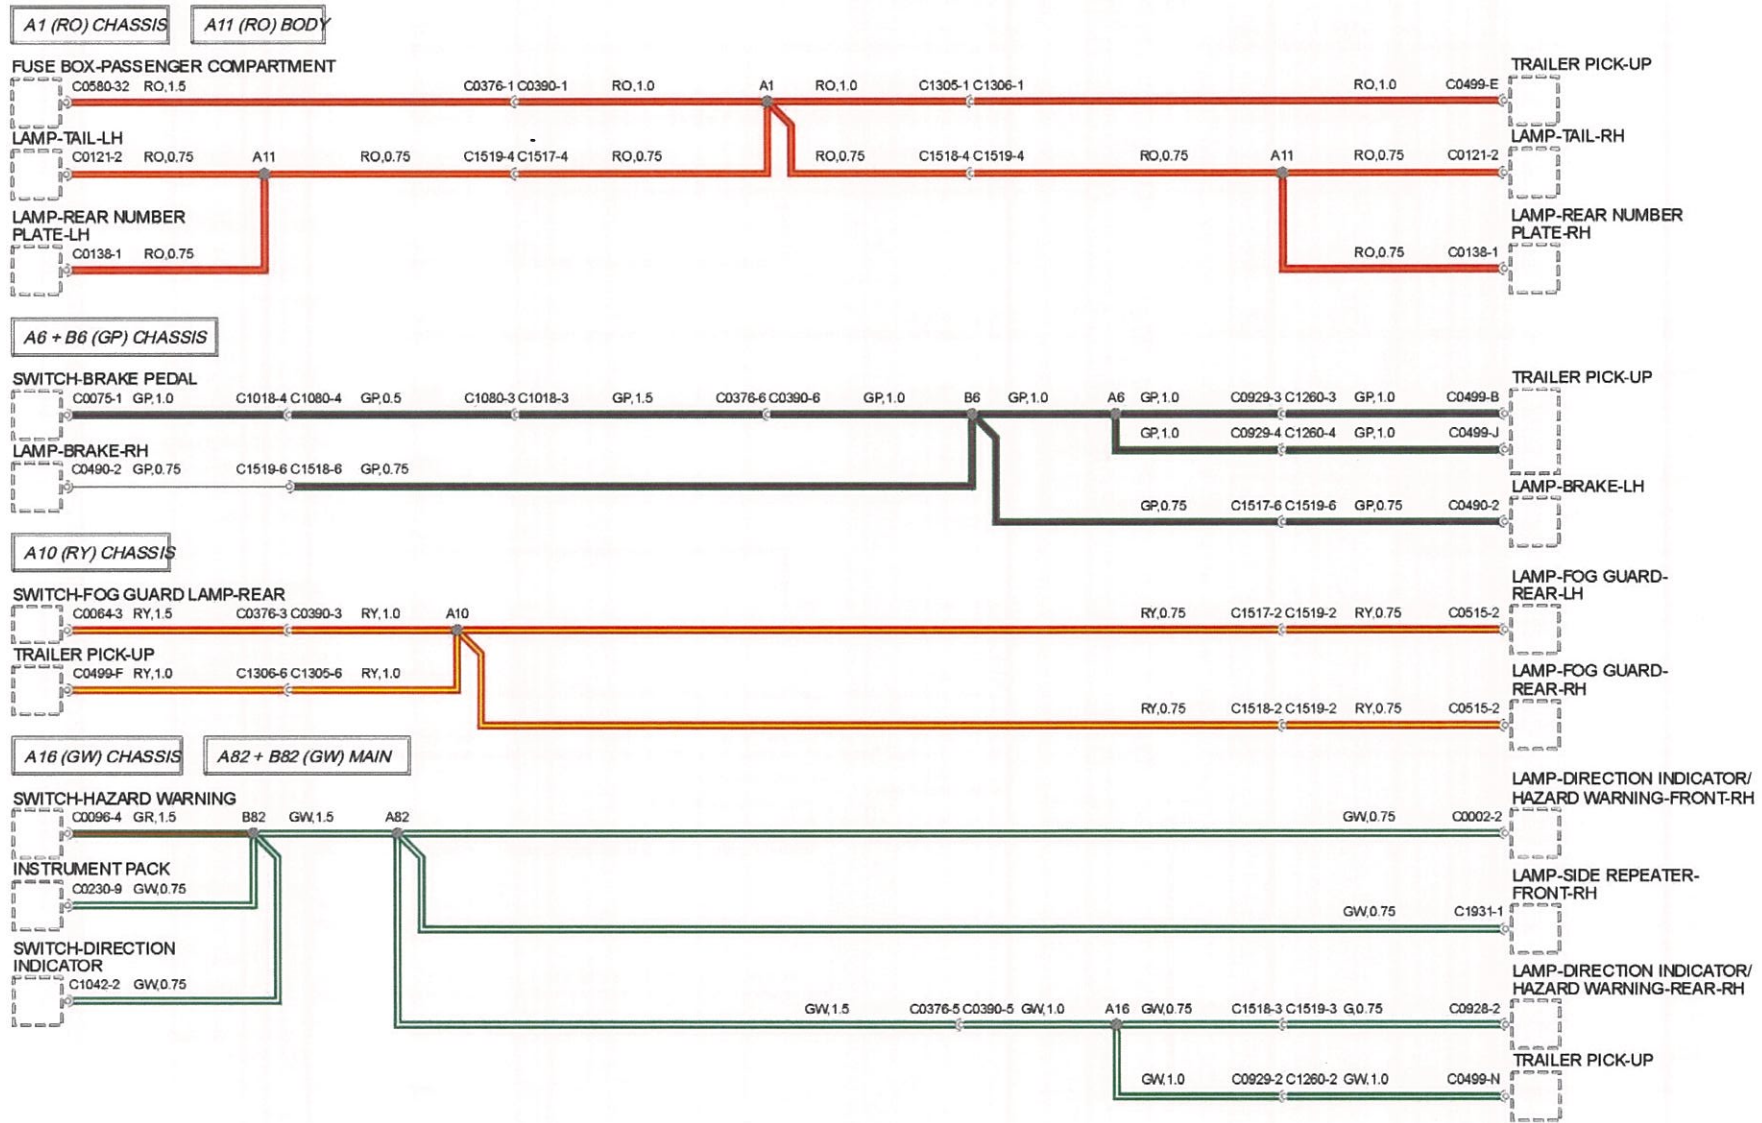 A1 (RO) CHASSIS A11 (RO) BODY
FUSE BOX-PASSENGER COMPARTMENT TRAILER PICK-UP
C0580-32 RO,1.5 C0376-1 C0390-1 RO,1.0 A1 RO,1.0 C1305-1 C1306-1 RO,1.0 C0499-E
LAMP-TAIL-LH LAMP-TAIL-RH
C0121-2 RO,0.75 A11 RO,0.75 C1519-4 C1517-4 RO,0.75 RO,0.75 C1518-4 C1519-4 RO,0.75 A11 RO,0.75 C0121-2
LAMP-REAR NUMBER LAMP-REAR NUMBER
PLATE-LH PLATE-RH
C0138-1 RO,0.75 RO,0.75 C0138-1
A6 + B6 (GP) CHASSIS
SWITCH-BRAKE PEDAL TRAILER PICK-UP
C0075-1 GP,1.0 C1018-4 C1080-4 GP,0.5 C1080-3 C1018-3 GP,1.5 C0376-6 C0390-6 GP,1.0 B6 GP,1.0 A6 GP,1.0 C0929-3 C1260-3 GP,1.0 C0499-B
GP,1.0 C0929-4 C1260-4 GP,1.0 C0499-J
LAMP-BRAKE-RH
C0490-2 GP,0.75 C1519-6 C1518-6 GP,0.75
LAMP-BRAKE-LH
GP,0.75 C1517-6 C1519-6 GP,0.75 C0490-2
A10 (RY) CHASSIS
LAMP-FOG GUARD-
SWITCH-FOG GUARD LAMP-REAR REAR-LH
C0064-3 RY,1.5 C0376-3 C0390-3 RY,1.0 A10 RY,0.75 C1517-2 C1519-2 RY,0.75 C0515-2
TRAILER PICK-UP
C0499-F RY,1.0 C1306-6 C1305-6 RY,1.0
LAMP-FOG GUARD-
REAR-RH
RY,0.75 C1518-2 C1519-2 RY,0.75 C0515-2
A16 (GW) CHASSIS A82 + B82 (GW) MAIN
LAMP-DIRECTION INDICATOR/
SWITCH-HAZARD WARNING HAZARD WARNING-FRONT-RH
C0096-4 GR,1.5 B82 GW,1.5 A82 GW,0.75 C0002-2
INSTRUMENT PACK
C0230-9 GW,0.75
LAMP-SIDE REPEATER-
FRONT-RH
GW,0.75 C1931-1
SWITCH-DIRECTION
INDICATOR
C1042-2 GW,0.75
LAMP-DIRECTION INDICATOR/
HAZARD WARNING-REAR-RH
GW,1.5 C0376-5 C0390-5 GW,1.0 A16 GW,0.75 C1518-3 C1519-3 G,0.75 C0928-2
TRAILER PICK-UP
GW,1.0 C0929-2 C1260-2 GW,1.0 C0499-N